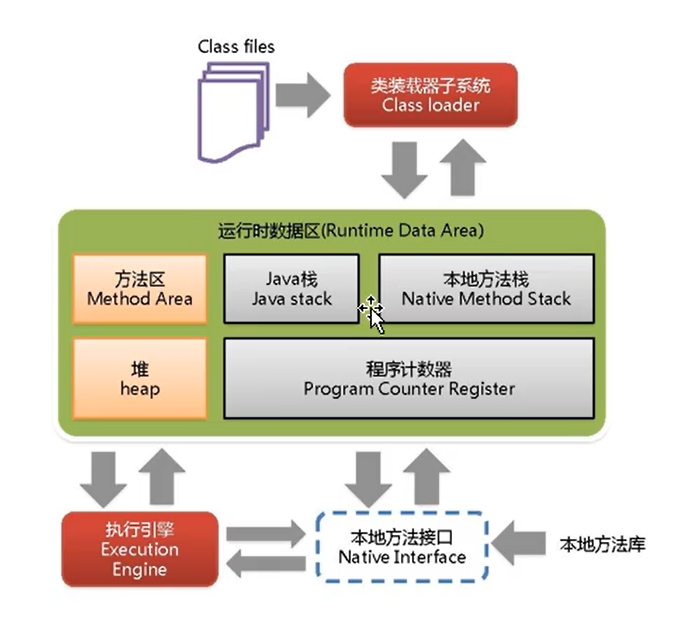 Class files
类装载器子系统
Class loader
运行时数据区(Runtime Data Area)
方法区
Method Area
Java栈
Java stack
本地方法栈
Native Method Stack
堆
heap
程序计数器
Program Counter Register
执行引擎
Execution
Engine
本地方法接口
Native Interface
本地方法库